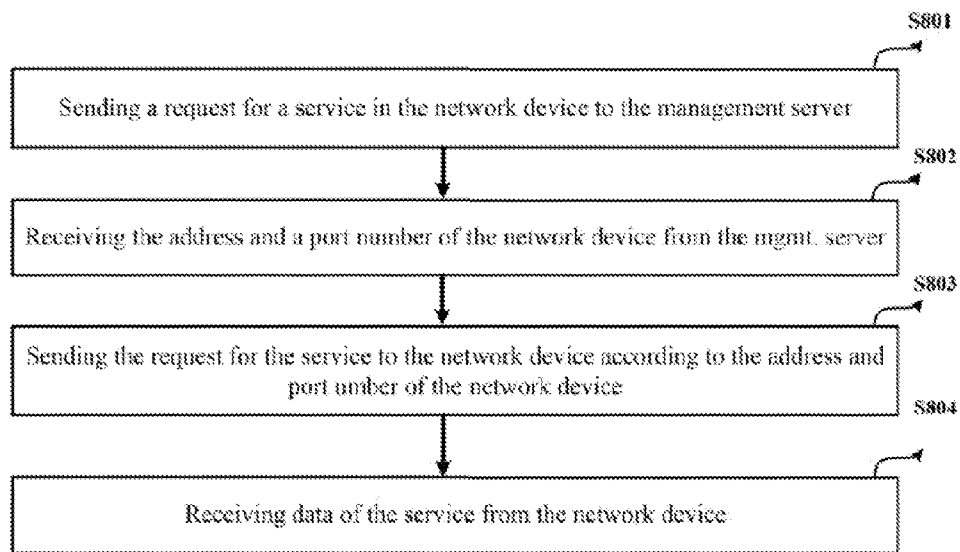 S801
Sending a request for a service in the network device to the management server
S802
Receiving the address and a port number of the network device from the mgmt. server
S803
Sending the request for the service to the network device according to the address and
port umber of the network device
S804
Receiving data of the service from the network device